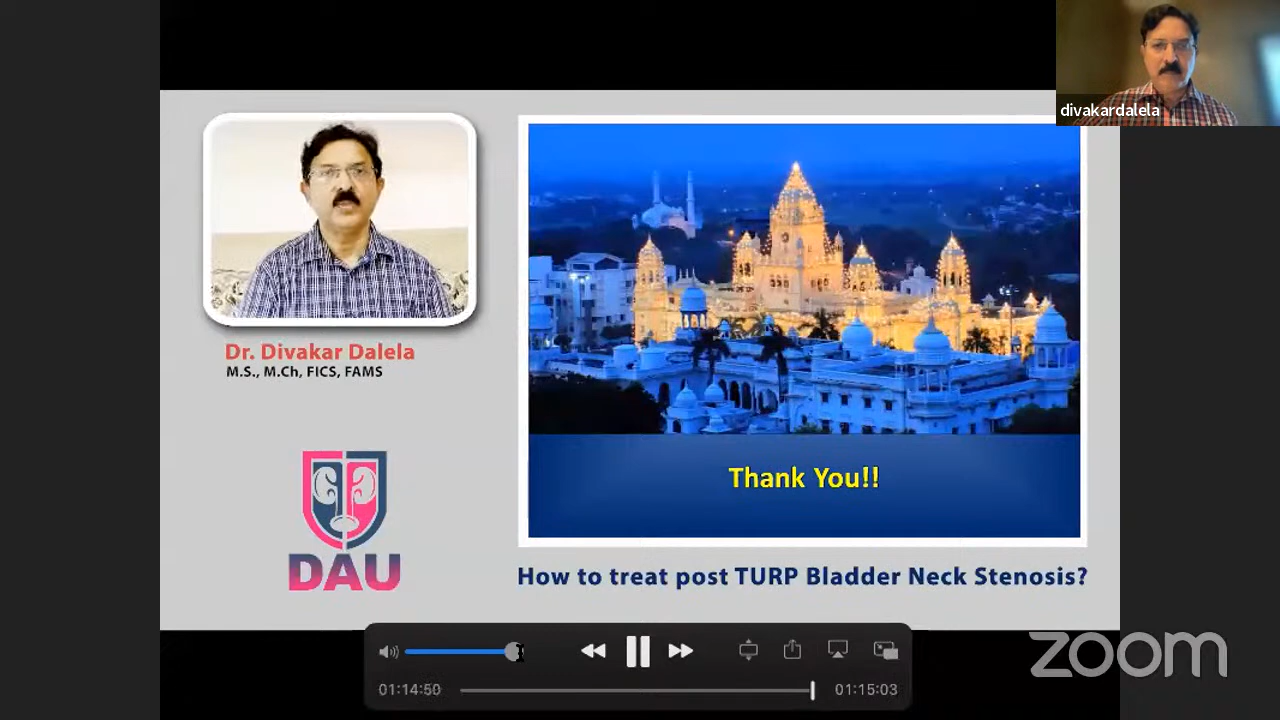 divakardalela
Dr. Divakar Dalela
M.S., M.Ch, FICS, FAMS
DAU
Thank You!!
How to treat post TURP Bladder Neck Stenosis?
01:14:50
01:15:03
zoom